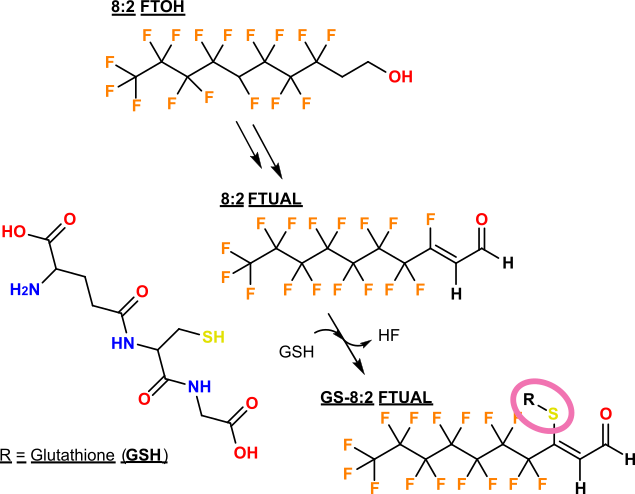 8:2 FTOH
F F F F F F F F
F
OH
F
F F F F F F
8:2 FTUAL
F F F F F F F O
F
H
F F F F F F F F
H
HO O
H2N
O
HN SH
O NH
O
OH
R = Glutathione (GSH)
GSH HF
GS-8:2 FTUAL
R
S
F F F F F F O
F
H
F
F F F F F F F
H